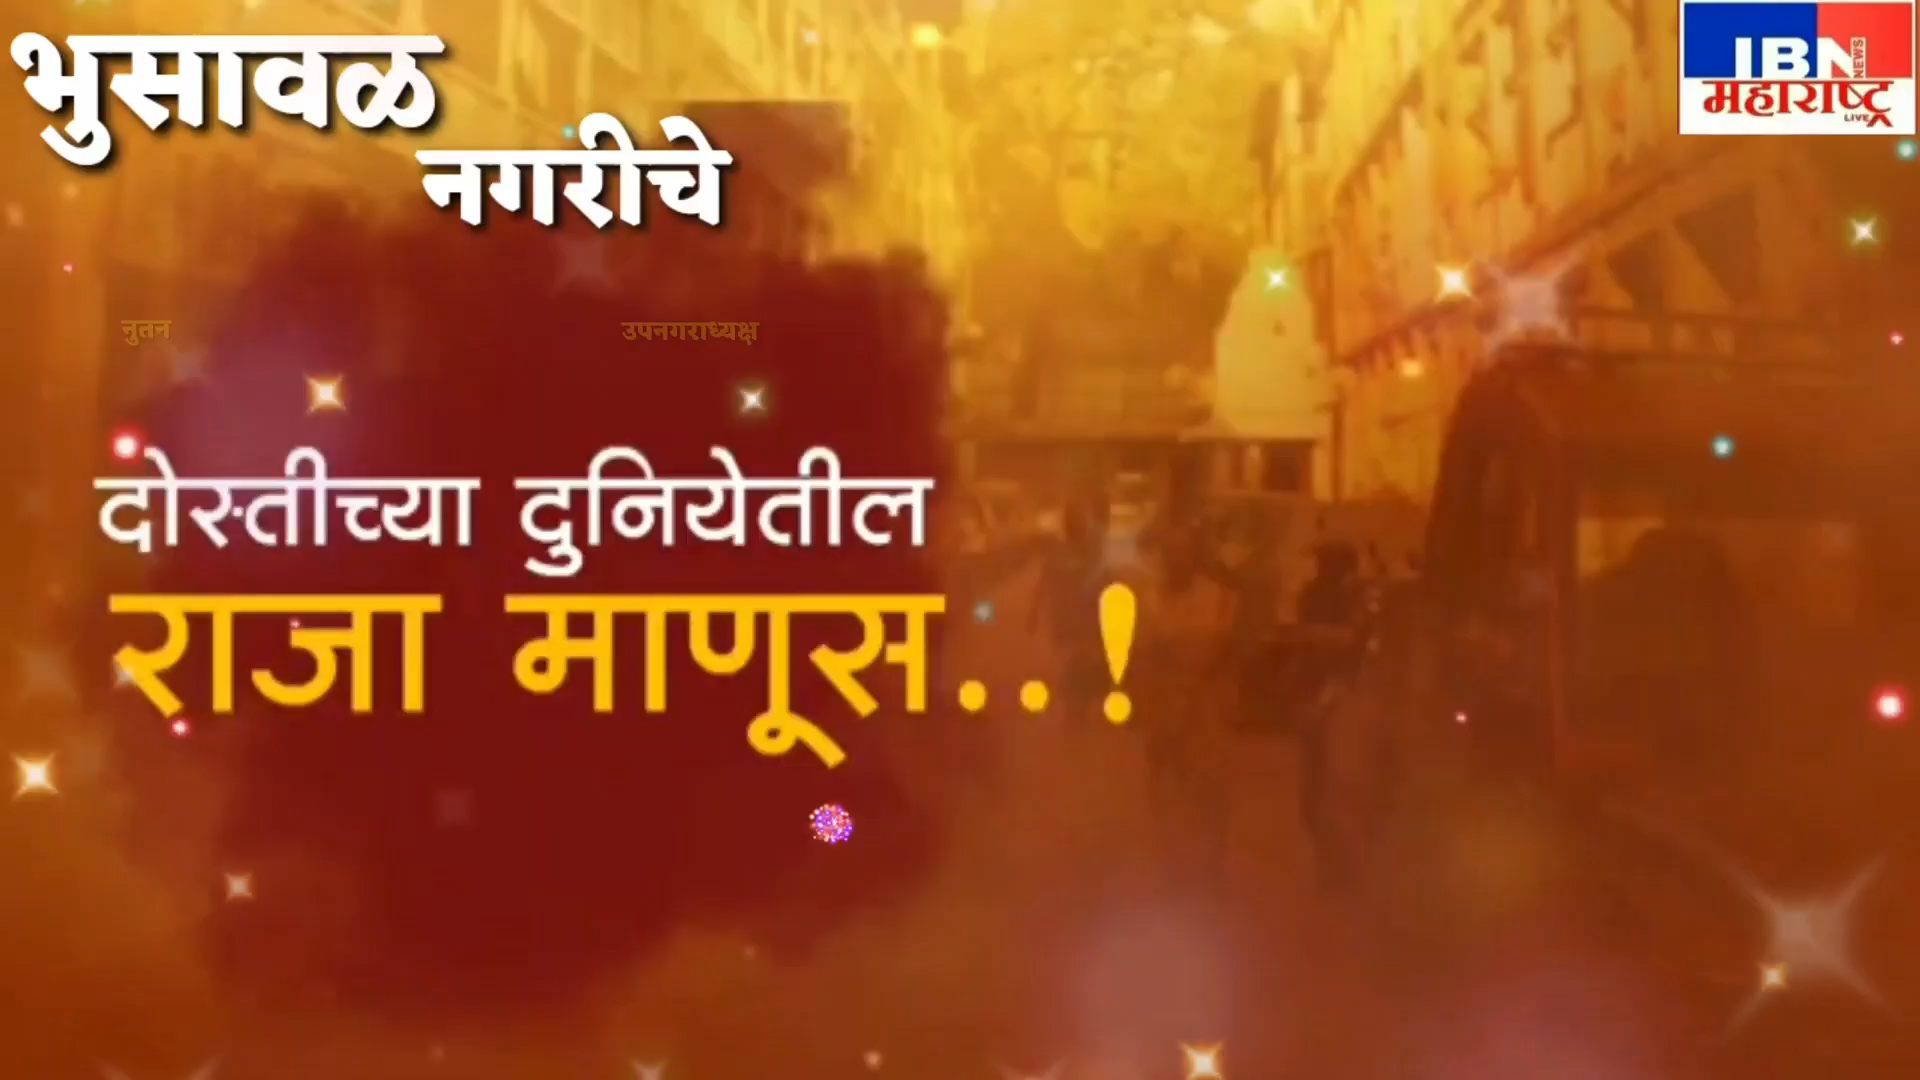 भुसावळ
नगरीचे
IBN NEWS
महाराष्ट्र
LIVE
नुतन उपनगराध्यक्ष
दोस्तीच्या दुनियेतील
राजा माणूस..!